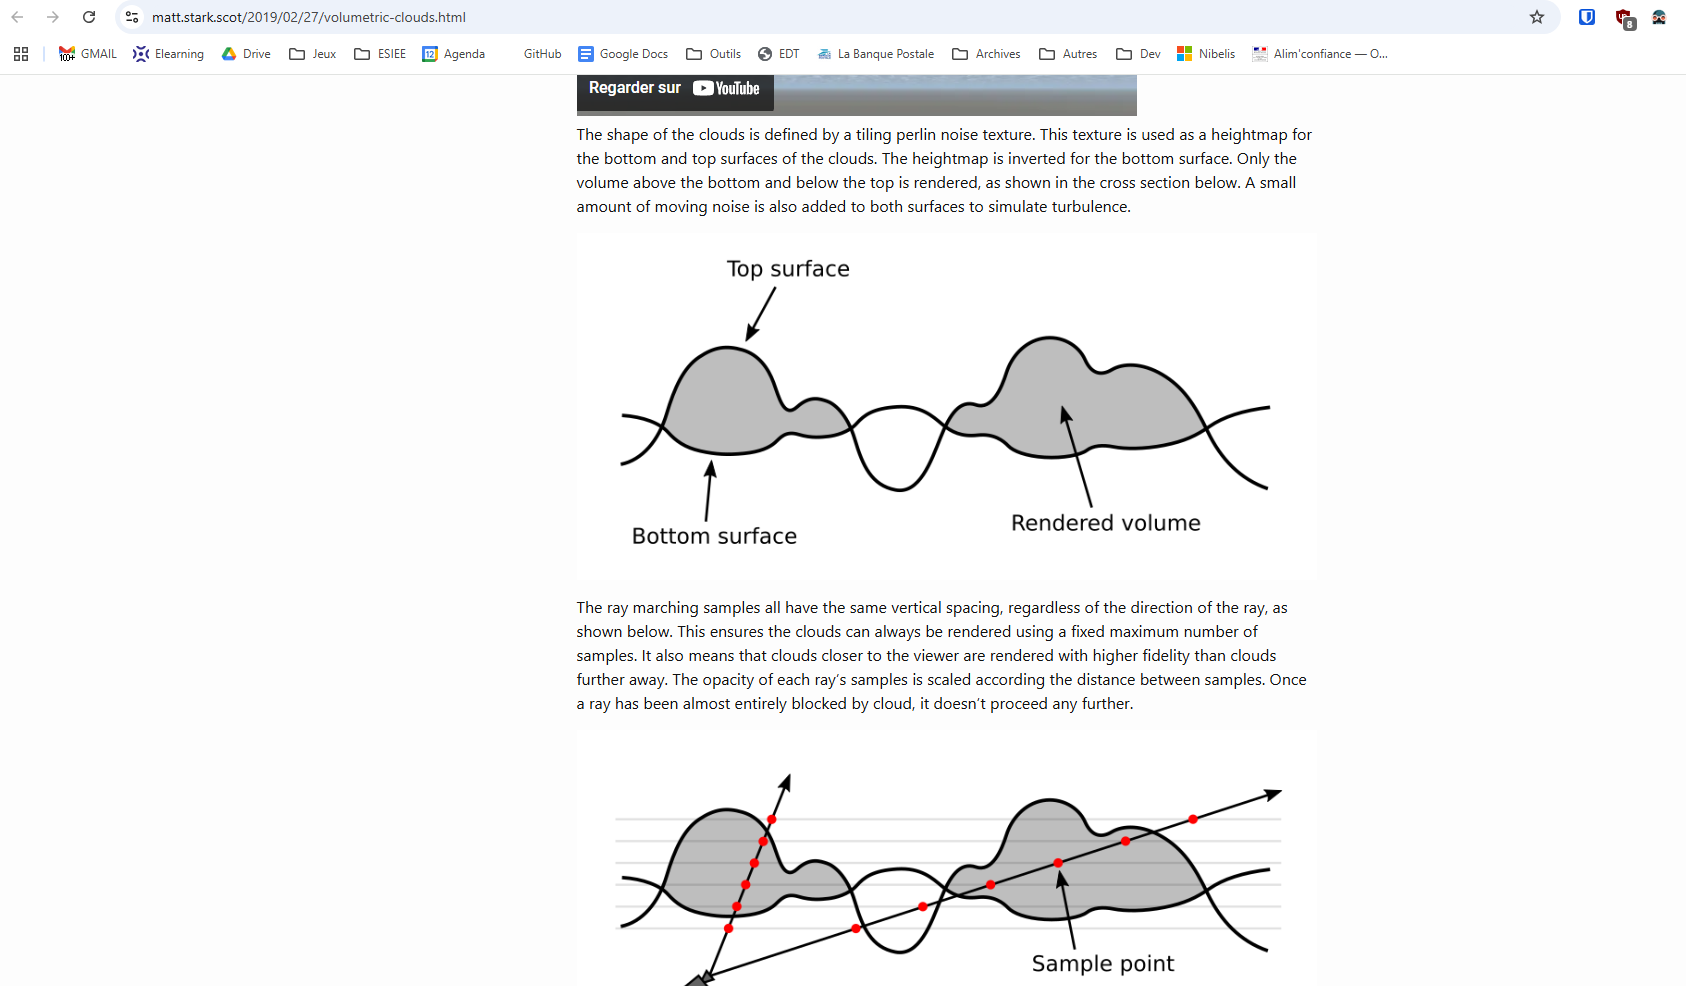 matt.stark.scot/2019/02/27/volumetric-clouds.html
8
100+ GMAIL Elearning Drive Jeux ESIEE 12 Agenda GitHub Google Docs Outils EDT La Banque Postale Archives Autres Dev Nibelis Alim'confiance — O...
Regarder sur YouTube
The shape of the clouds is defined by a tiling perlin noise texture. This texture is used as a heightmap for
the bottom and top surfaces of the clouds. The heightmap is inverted for the bottom surface. Only the
volume above the bottom and below the top is rendered, as shown in the cross section below. A small
amount of moving noise is also added to both surfaces to simulate turbulence.
Top surface
Bottom surface
Rendered volume
The ray marching samples all have the same vertical spacing, regardless of the direction of the ray, as
shown below. This ensures the clouds can always be rendered using a fixed maximum number of
samples. It also means that clouds closer to the viewer are rendered with higher fidelity than clouds
further away. The opacity of each ray’s samples is scaled according the distance between samples. Once
a ray has been almost entirely blocked by cloud, it doesn’t proceed any further.
Sample point